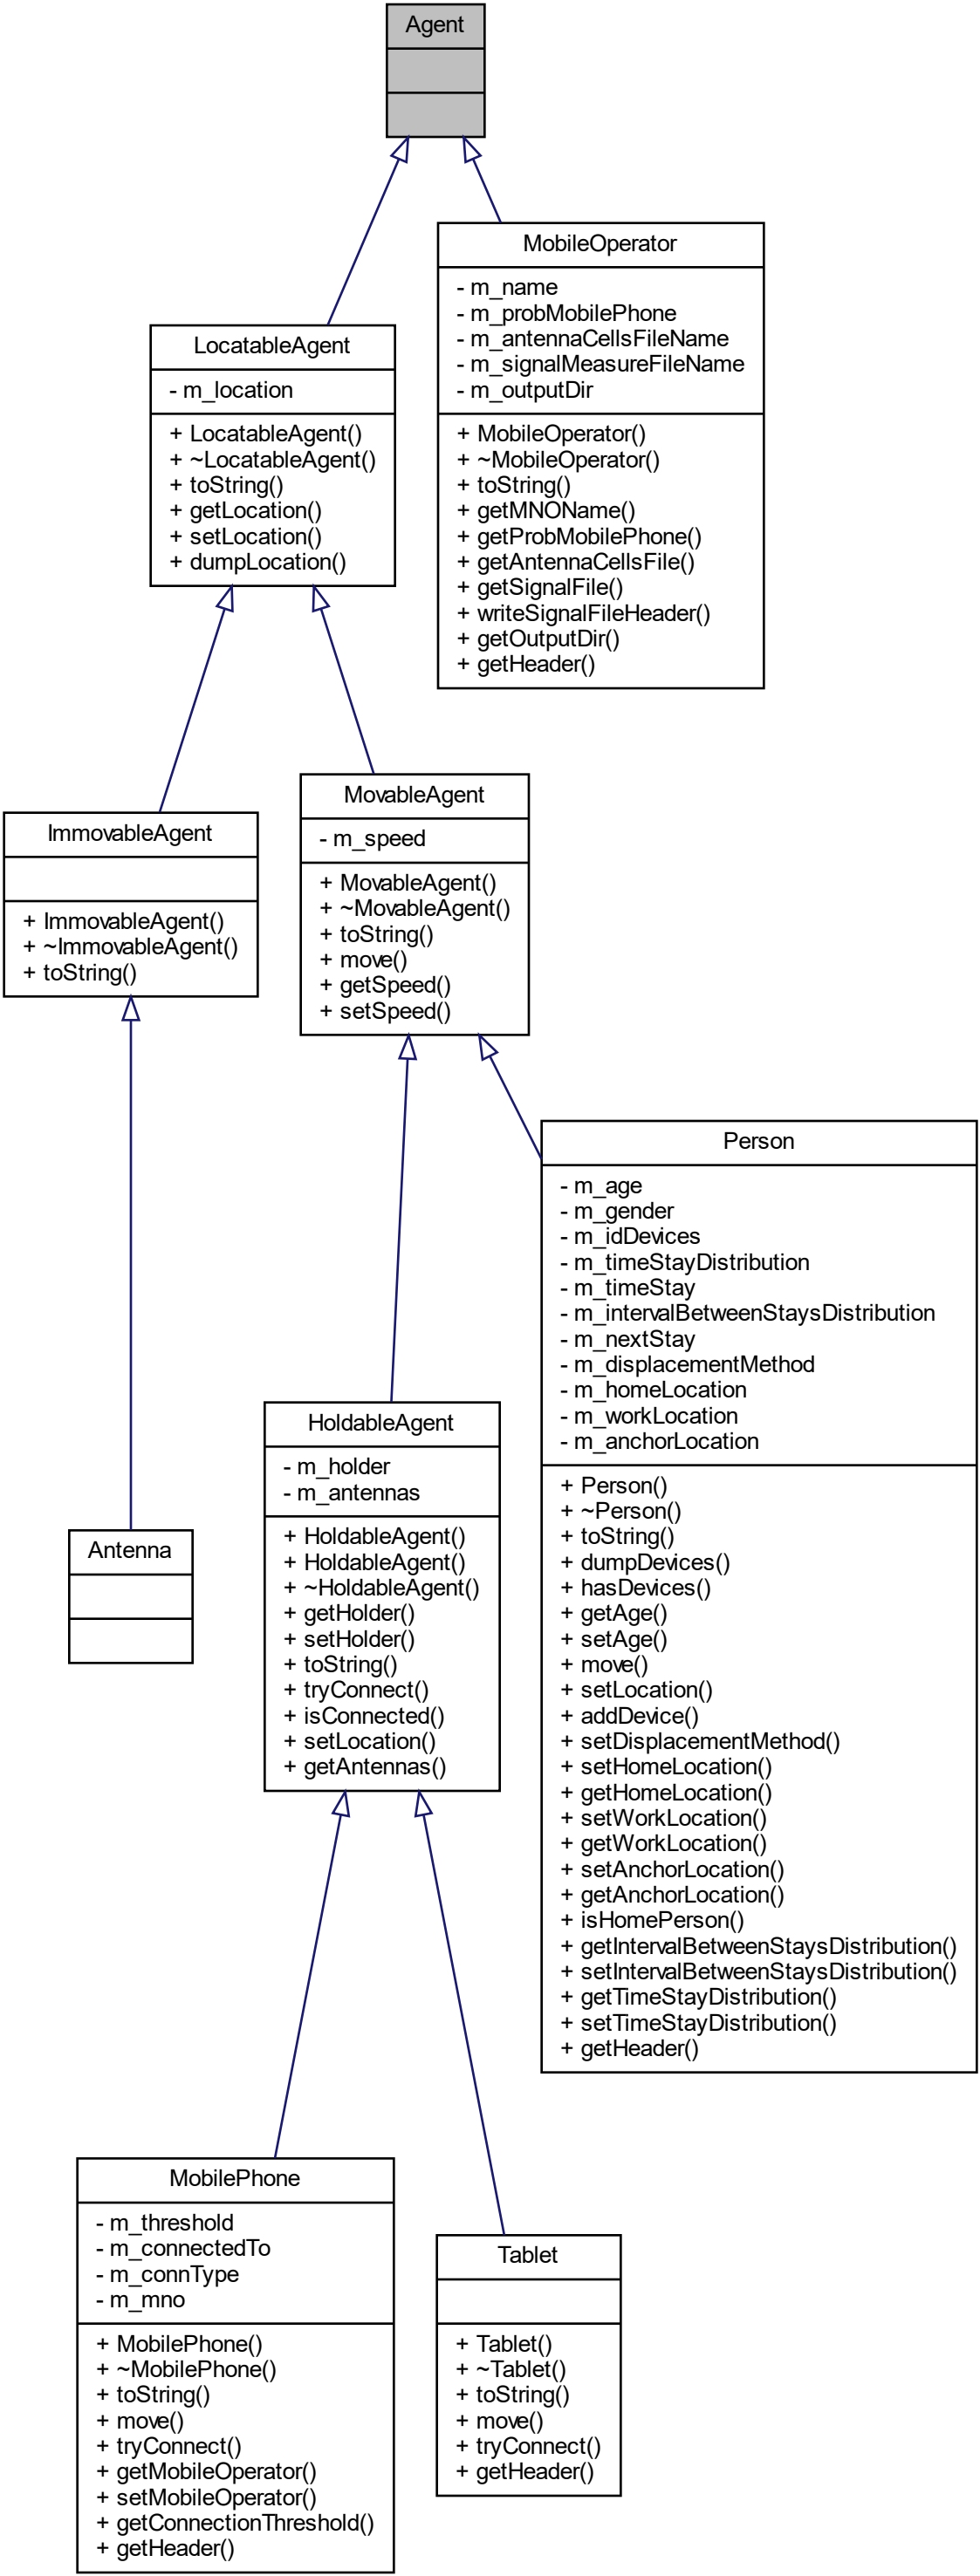 Agent
MobileOperator
- m_name
- m_probMobilePhone
- m_antennaCellsFileName
- m_signalMeasureFileName
- m_outputDir
+ MobileOperator()
+ ~MobileOperator()
+ toString()
+ getMNOName()
+ getProbMobilePhone()
+ getAntennaCellsFile()
+ getSignalFile()
+ writeSignalFileHeader()
+ getOutputDir()
+ getHeader()
LocatableAgent
- m_location
+ LocatableAgent()
+ ~LocatableAgent()
+ toString()
+ getLocation()
+ setLocation()
+ dumpLocation()
MovableAgent
- m_speed
+ MovableAgent()
+ ~MovableAgent()
+ toString()
+ move()
+ getSpeed()
+ setSpeed()
ImmovableAgent
+ ImmovableAgent()
+ ~ImmovableAgent()
+ toString()
Person
- m_age
- m_gender
- m_idDevices
- m_timeStayDistribution
- m_timeStay
- m_intervalBetweenStaysDistribution
- m_nextStay
- m_displacementMethod
- m_homeLocation
- m_workLocation
- m_anchorLocation
+ Person()
+ ~Person()
+ toString()
+ dumpDevices()
+ hasDevices()
+ getAge()
+ setAge()
+ move()
+ setLocation()
+ addDevice()
+ setDisplacementMethod()
+ setHomeLocation()
+ getHomeLocation()
+ setWorkLocation()
+ getWorkLocation()
+ setAnchorLocation()
+ getAnchorLocation()
+ isHomePerson()
+ getIntervalBetweenStaysDistribution()
+ setIntervalBetweenStaysDistribution()
+ getTimeStayDistribution()
+ setTimeStayDistribution()
+ getHeader()
HoldableAgent
- m_holder
- m_antennas
+ HoldableAgent()
+ HoldableAgent()
+ ~HoldableAgent()
+ getHolder()
+ setHolder()
+ toString()
+ tryConnect()
+ isConnected()
+ setLocation()
+ getAntennas()
Antenna
MobilePhone
- m_threshold
- m_connectedTo
- m_connType
- m_mno
+ MobilePhone()
+ ~MobilePhone()
+ toString()
+ move()
+ tryConnect()
+ getMobileOperator()
+ setMobileOperator()
+ getConnectionThreshold()
+ getHeader()
Tablet
+ Tablet()
+ ~Tablet()
+ toString()
+ move()
+ tryConnect()
+ getHeader()